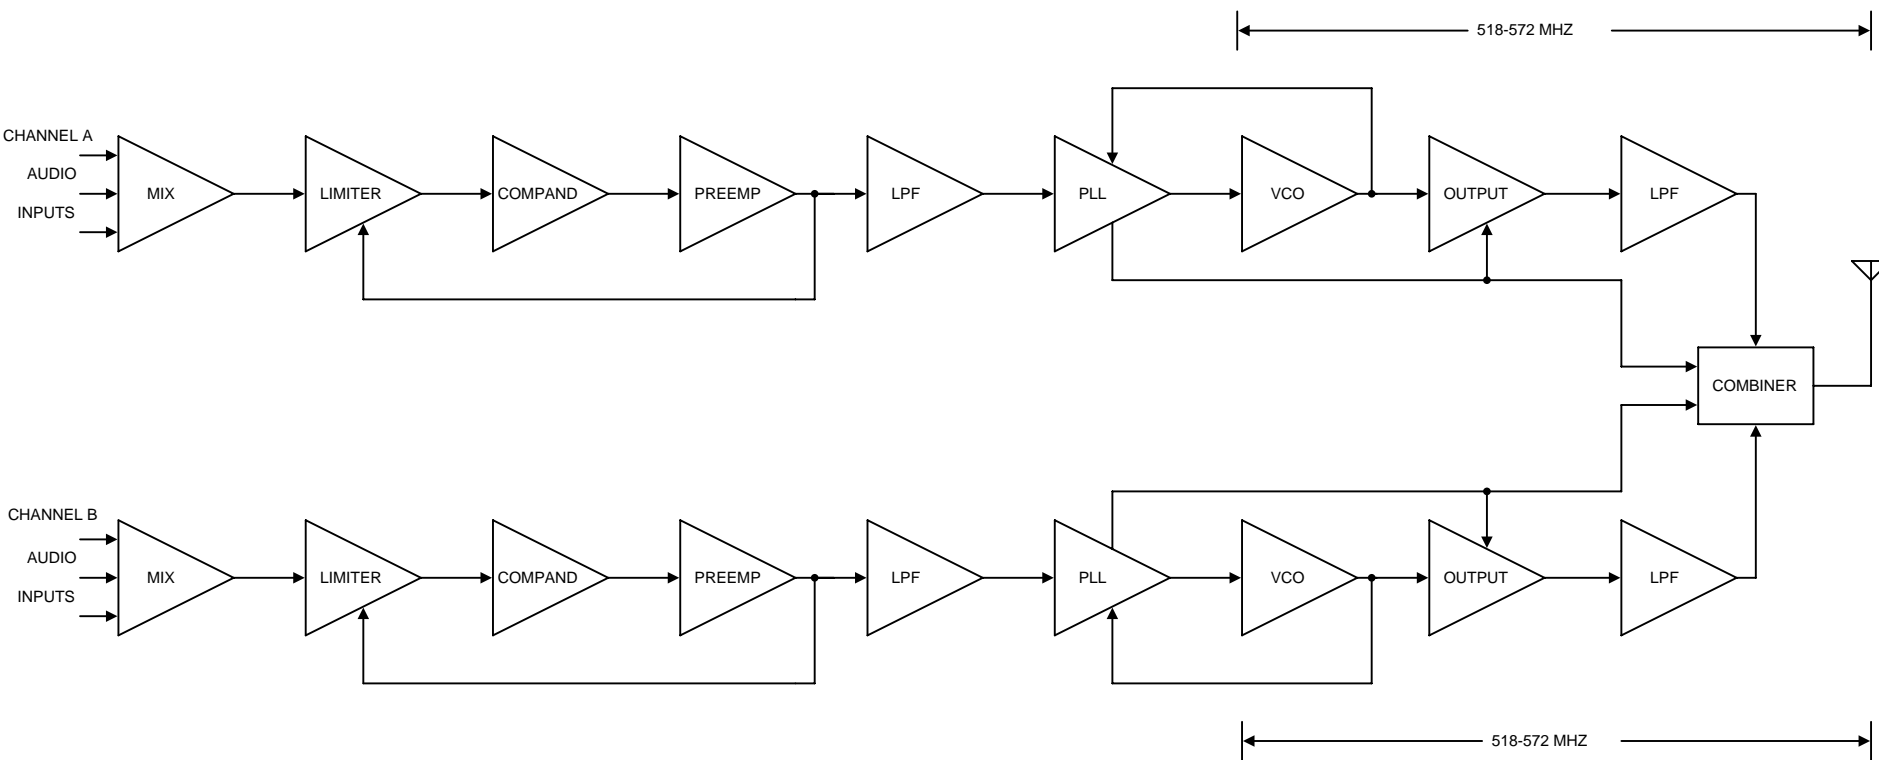 518-572 MHZ
CHANNEL A
AUDIO
INPUTS
MIX
LIMITER
COMPAND
PREEMP
LPF
PLL
VCO
OUTPUT
LPF
COMBINER
CHANNEL B
AUDIO
INPUTS
MIX
LIMITER
COMPAND
PREEMP
LPF
PLL
VCO
OUTPUT
LPF
518-572 MHZ